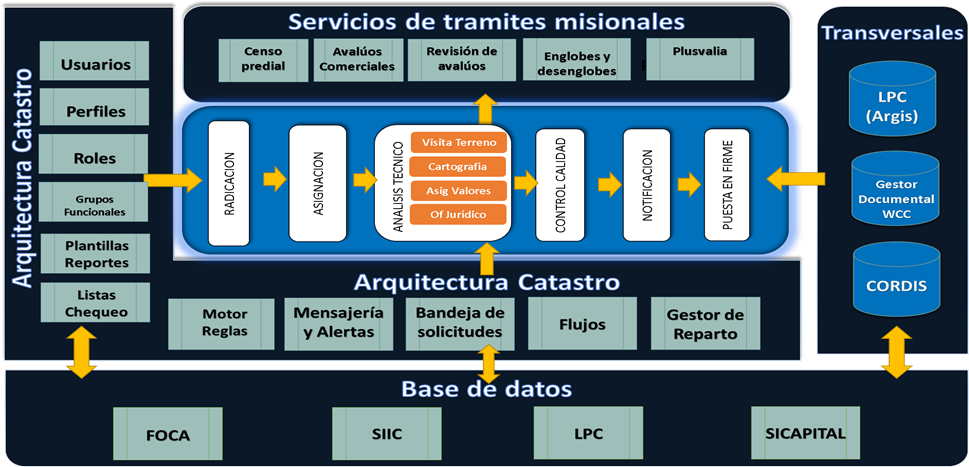 Servicios de tramites misionales
Censo
predial
Avalúos
Comerciales
Revisión de
avalúos
Englobes y
desenglobes
Plusvalia
Arquitectura Catastro
Usuarios
Perfiles
Roles
Grupos
Funcionales
Plantillas
Reportes
Listas
Chequeo
RADICACION
ASIGNACION
ANALISIS TECNICO
Visita Terreno
Cartografía
Asig Valores
Of Juridico
CONTROL CALIDAD
NOTIFICACION
PUESTA EN FIRME
Transversales
LPC
(Argis)
Gestor
Documental
WCC
CORDIS
Arquitectura Catastro
Motor
Reglas
Mensajería
y Alertas
Bandeja de
solicitudes
Flujos
Gestor de
Reparto
Base de datos
FOCA
SIIC
LPC
SICAPITAL